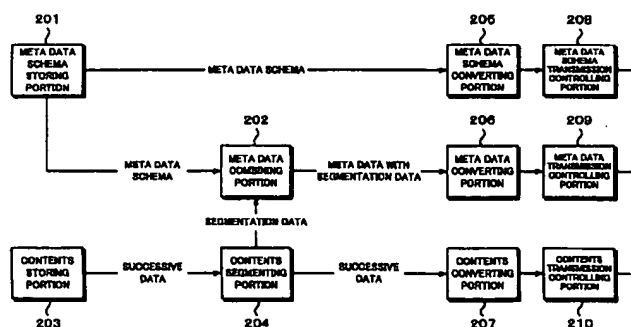 201
205
208
META DATA
SCHEMA
STORING
PORTION
META DATA SCHEMA
META DATA
SCHEMA
CONVERTING
PORTION
META DATA
SCHEMA
TRANSMISSION
CONTROLLING
PORTION
202
206
209
META DATA
SCHEMA
META DATA
COMBINING
PORTION
META DATA WITH
SEGMENTATION DATA
META DATA
CONVERTING
PORTION
META DATA
TRANSMISSION
CONTROLLING
PORTION
SEGMENTATION DATA
CONTENTS
STORING
PORTION
SUCCESSIVE
DATA
CONTENTS
SEGMENTING
PORTION
SUCCESSIVE
DATA
CONTENTS
CONVERTING
PORTION
CONTENTS
TRANSMISSION
CONTROLLING
PORTION
203
204
207
210